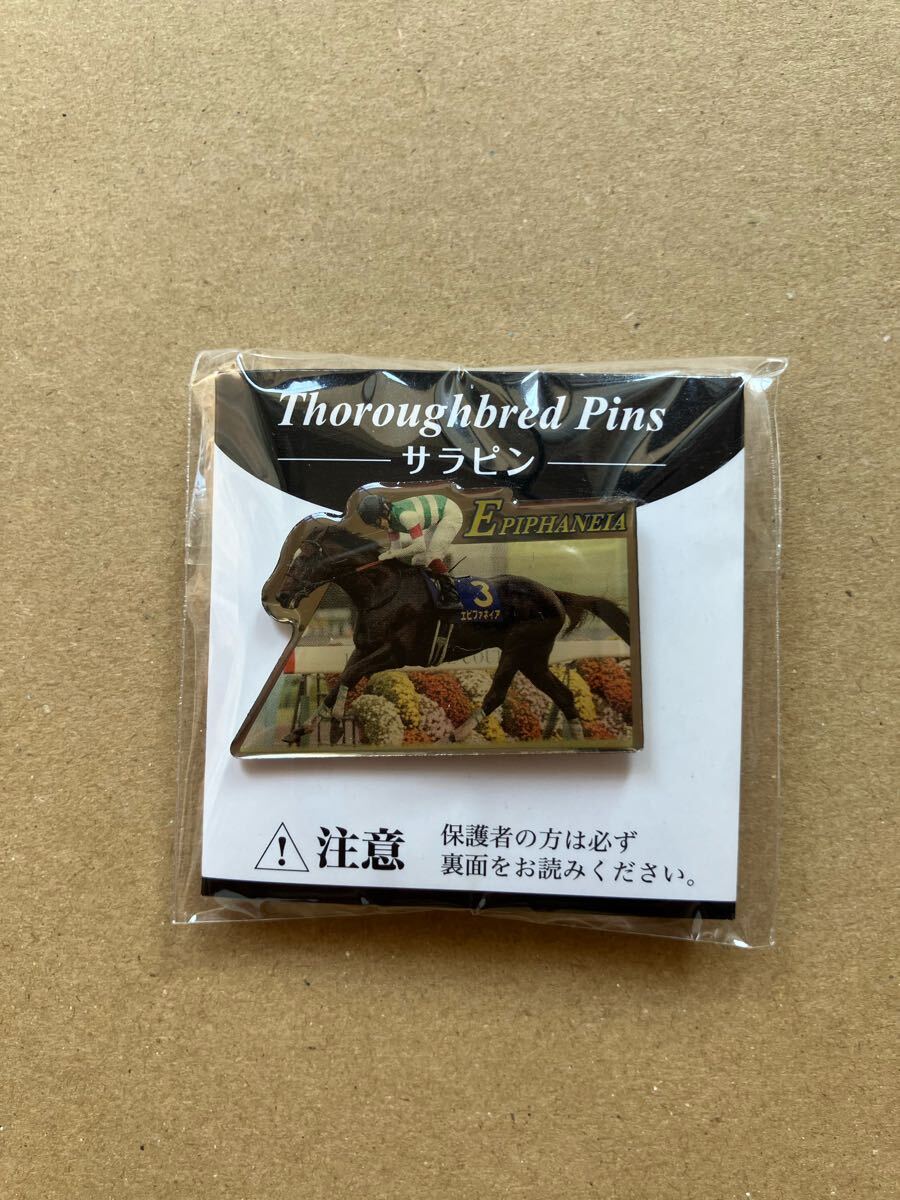 Thoroughbred Pins
サラピン
EPIPHANEIA
3
エピファネイア
注意
保護者の方は必ず
裏面をお読みください。